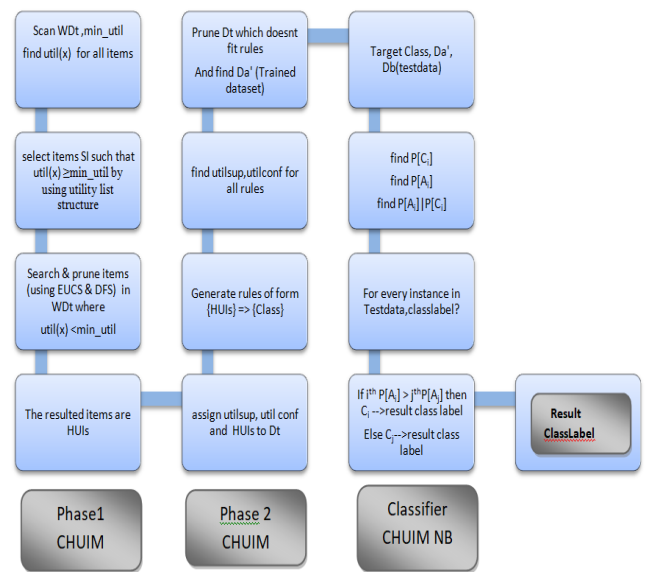 Scan WDt ,min_util
find util(x) for all items
select items SI such that
util(x) ≥min_util by
using utility list
structure
Search & prune items
(using EUCS & DFS) in
WDt where
util(x) <min_util
The resulted items are
HUIs
Phase1
CHUIM
Prune Dt which doesnt
fit rules
And find Da' (Trained
dataset)
find utilsup,utilconf for
all rules
Generate rules of form
{HUIs} => {Class}
assign utilsup, util conf
and HUIs to Dt
Phase 2
CHUIM
Target Class, Da',
Db(testdata)
find P[Cᵢ]
find P[Aᵢ]
find P[Aᵢ]|P[Cᵢ]
For every instance in
Testdata,classlabel?
If iᵗʰ P[Aᵢ] > jᵗʰP[Aⱼ] then
Cᵢ -->result class label
Else Cⱼ-->result class
label
Classifier
CHUIM NB
Result
ClassLabel